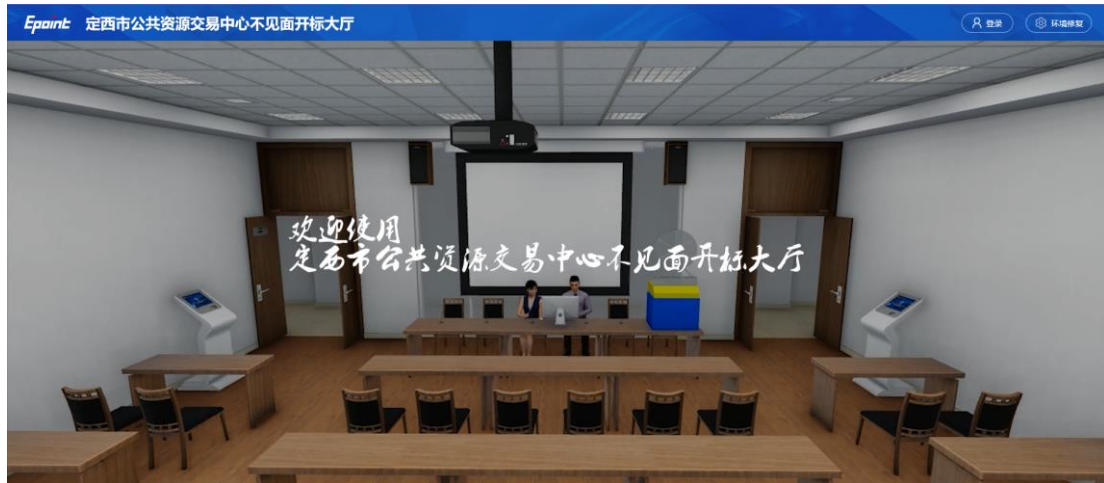 Epoint 定西市公共资源交易中心不见面开标大厅
登录
环境修复
欢迎使用
定西市公共资源交易中心不见面开标大厅